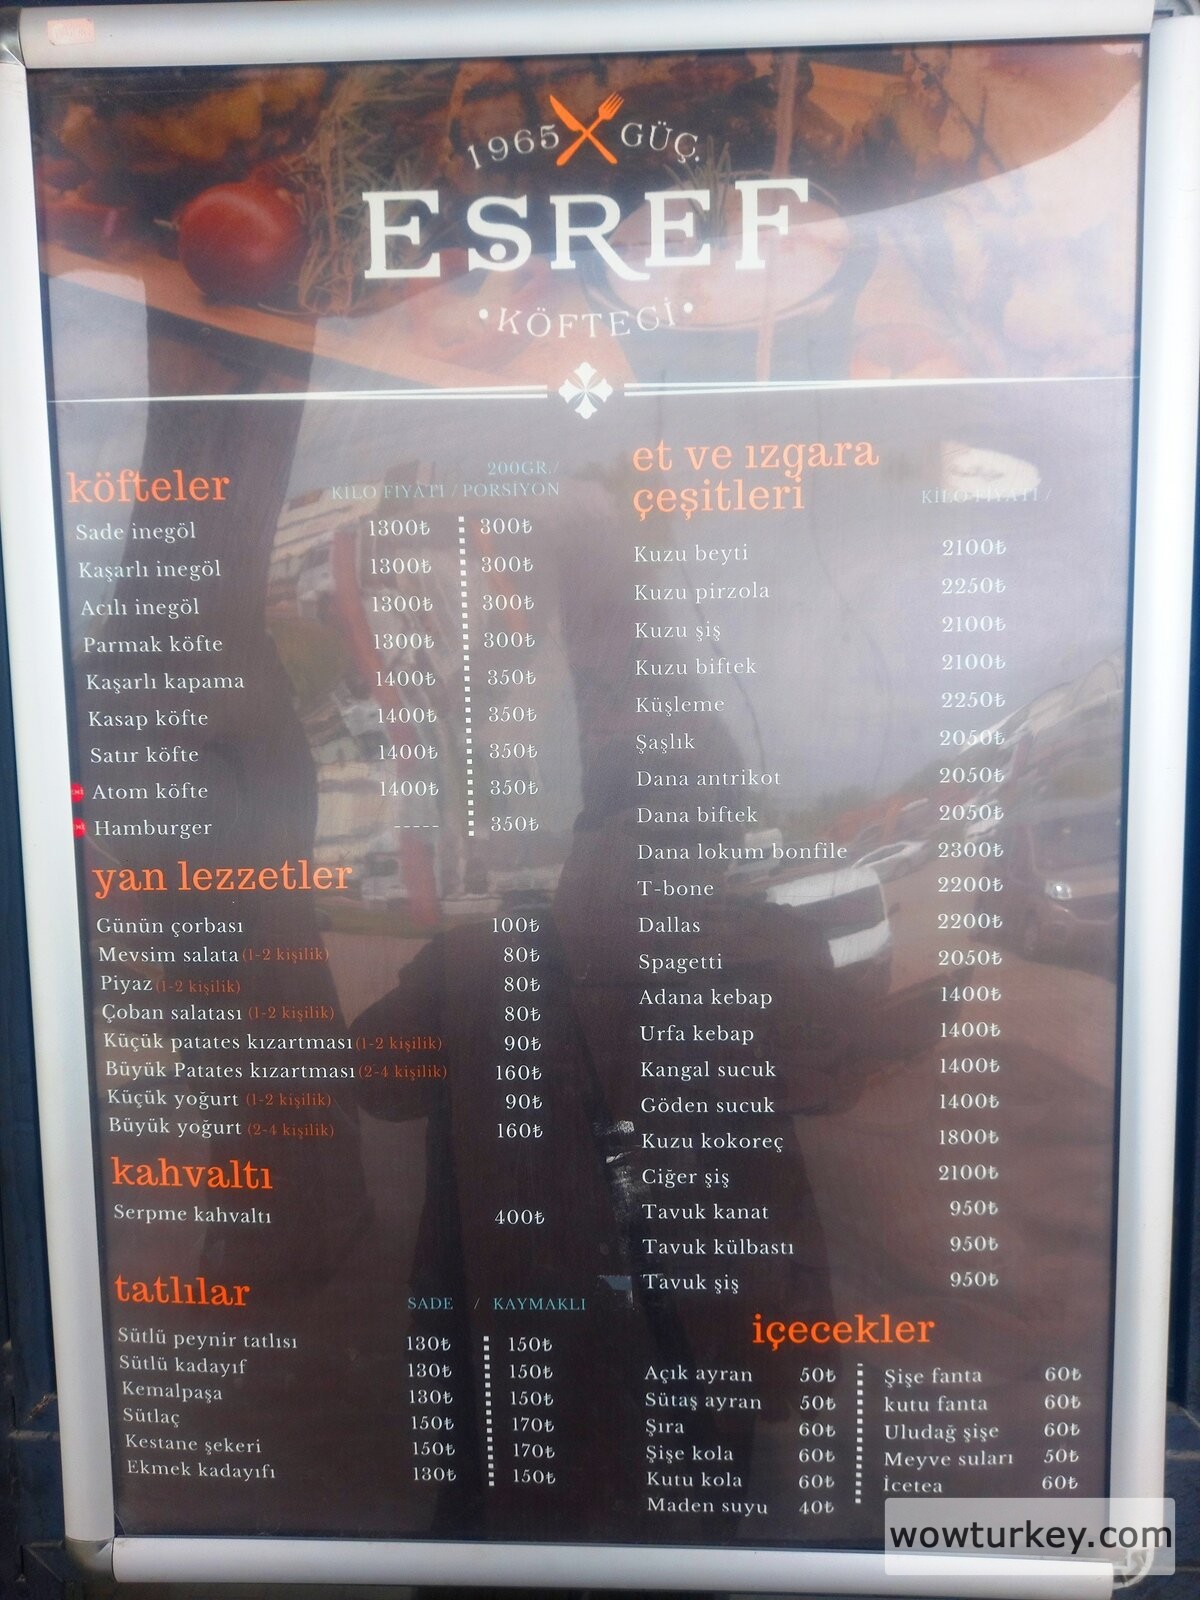 1965 GÜÇ.
EŞREF
•KÖFTECİ•
köfteler
200GR./
KİLO FİYATI / PORSİYON
Sade inegöl 1300₺ 300₺
Kaşarlı inegöl 1300₺ 300₺
Acılı inegöl 1300₺ 300₺
Parmak köfte 1300₺ 300₺
Kaşarlı kapama 1400₺ 350₺
Kasap köfte 1400₺ 350₺
Satır köfte 1400₺ 350₺
Atom köfte 1400₺ 350₺
Hamburger ----- 350₺
yan lezzetler
Günün çorbası 100₺
Mevsim salata (1-2 kişilik) 80₺
Piyaz (1-2 kişilik) 80₺
Çoban salatası (1-2 kişilik) 80₺
Küçük patates kızartması (1-2 kişilik) 90₺
Büyük Patates kızartması (2-4 kişilik) 160₺
Küçük yoğurt (1-2 kişilik) 90₺
Büyük yoğurt (2-4 kişilik) 160₺
kahvaltı
Serpme kahvaltı 400₺
tatlılar
SADE / KAYMAKLI
Sütlü peynir tatlısı 130₺ 150₺
Sütlü kadayıf 130₺ 150₺
Kemalpaşa 130₺ 150₺
Sütlaç 150₺ 170₺
Kestane şekeri 150₺ 170₺
Ekmek kadayıfı 130₺ 150₺
et ve ızgara
çeşitleri
KİLO FİYATI /
Kuzu beyti 2100₺
Kuzu pirzola 2250₺
Kuzu şiş 2100₺
Kuzu biftek 2100₺
Küşleme 2250₺
Şaşlık 2050₺
Dana antrikot 2050₺
Dana biftek 2050₺
Dana lokum bonfile 2300₺
T-bone 2200₺
Dallas 2200₺
Spagetti 2050₺
Adana kebap 1400₺
Urfa kebap 1400₺
Kangal sucuk 1400₺
Göden sucuk 1400₺
Kuzu kokoreç 1800₺
Ciğer şiş 2100₺
Tavuk kanat 950₺
Tavuk külbastı 950₺
Tavuk şiş 950₺
içecekler
Açık ayran 50₺
Sütaş ayran 50₺
Şıra 60₺
Şişe kola 60₺
Kutu kola 60₺
Maden suyu 40₺
Şişe fanta 60₺
kutu fanta 60₺
Uludağ şişe 60₺
Meyve suları 50₺
İcetea 60₺
wowturkey.com